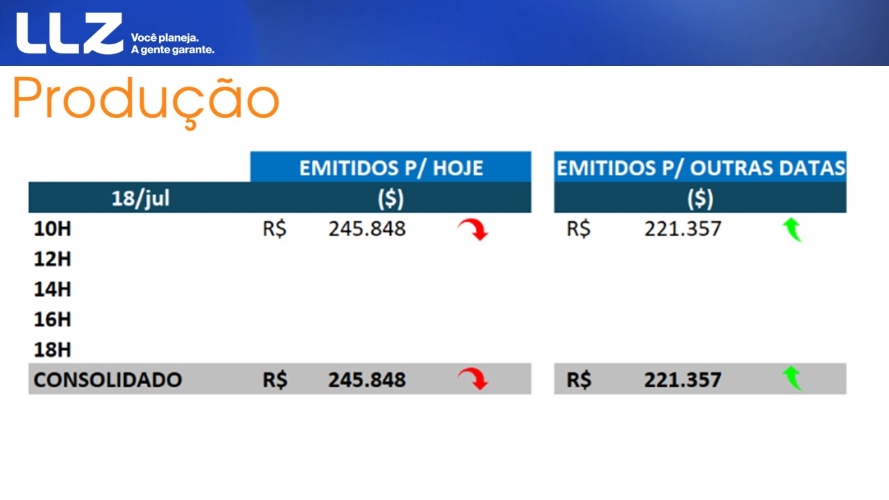 LLZ
Você planeja.
A gente garante.
Produção
EMITIDOS P/ HOJE EMITIDOS P/ OUTRAS DATAS
18/jul ($) ($)
10H R$ 245.848 R$ 221.357
12H
14H
16H
18H
CONSOLIDADO R$ 245.848 R$ 221.357